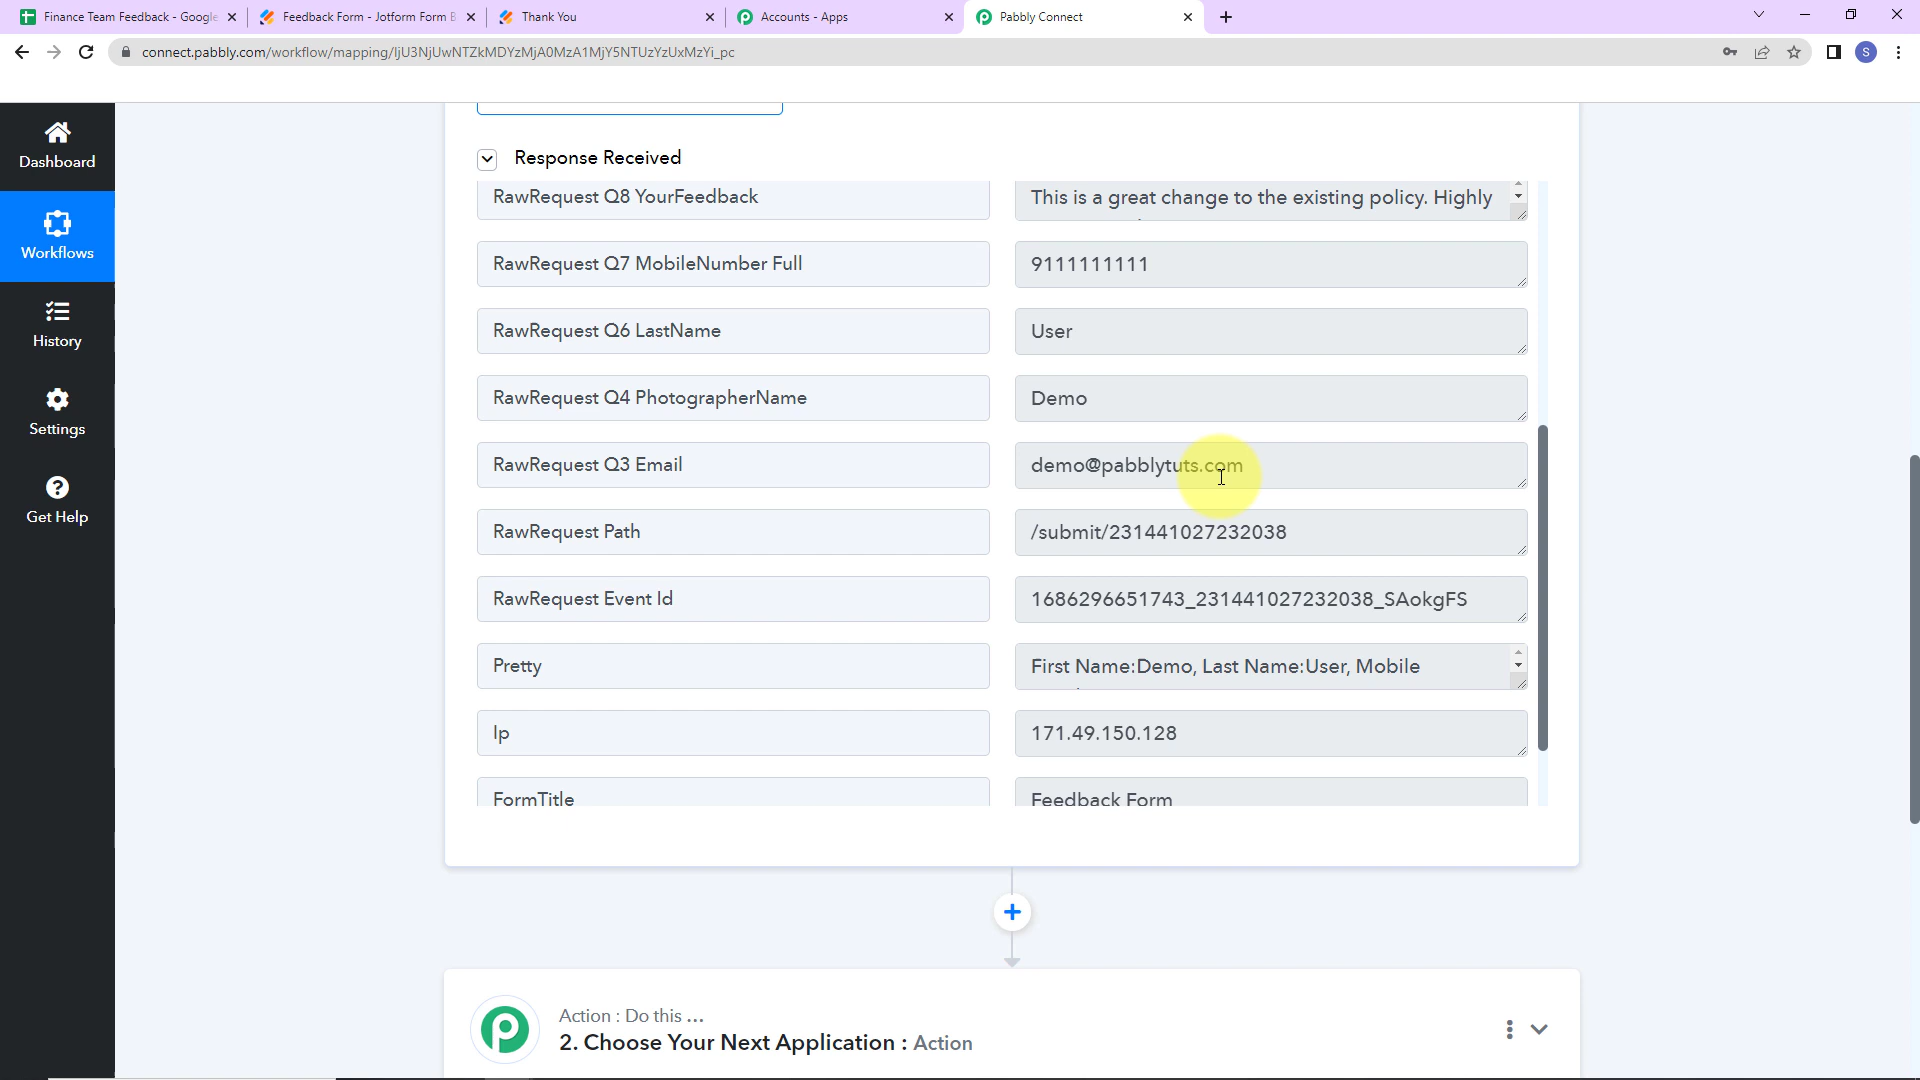 Finance Team Feedback - Google
Feedback Form - Jotform Form B
Thank You
Accounts - Apps
Pabbly Connect
connect.pabbly.com/workflow/mapping/IjU3NjUwNTZkMDYzMjA0MzA1MjY5NTUzYzUxMzYi_pc
S
Dashboard
Workflows
History
Settings
Get Help
Response Received
RawRequest Q8 YourFeedback
This is a great change to the existing policy. Highly
RawRequest Q7 MobileNumber Full
9111111111
RawRequest Q6 LastName
User
RawRequest Q4 PhotographerName
Demo
RawRequest Q3 Email
demo@pabblytuts.com
RawRequest Path
/submit/231441027232038
RawRequest Event Id
1686296651743_231441027232038_SAokgFS
Pretty
First Name:Demo, Last Name:User, Mobile
Ip
171.49.150.128
FormTitle
Feedback Form
Action : Do this ...
2. Choose Your Next Application : Action